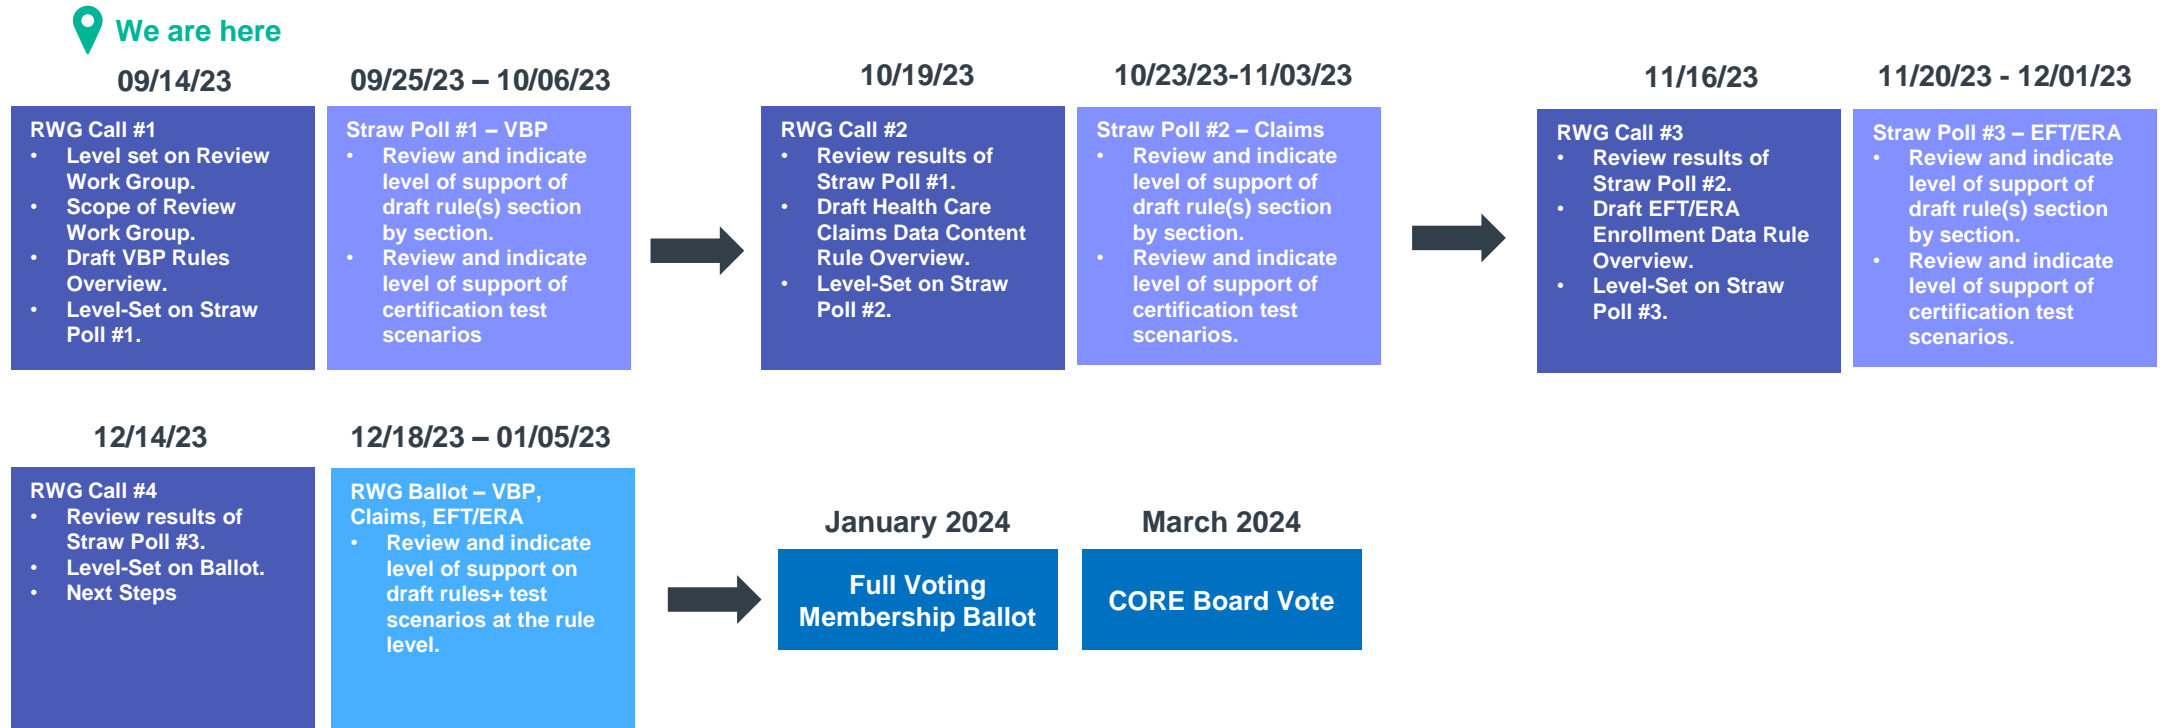 We are here
09/14/23
RWG Call #1
• Level set on Review
Work Group.
• Scope of Review
Work Group.
• Draft VBP Rules
Overview.
• Level-Set on Straw
Poll #1.
09/25/23 – 10/06/23
Straw Poll #1 – VBP
• Review and indicate
level of support of
draft rule(s) section
by section.
• Review and indicate
level of support of
certification test
scenarios
10/19/23
RWG Call #2
• Review results of
Straw Poll #1.
• Draft Health Care
Claims Data Content
Rule Overview.
• Level-Set on Straw
Poll #2.
10/23/23-11/03/23
Straw Poll #2 – Claims
• Review and indicate
level of support of
draft rule(s) section
by section.
• Review and indicate
level of support of
certification test
scenarios.
11/16/23
RWG Call #3
• Review results of
Straw Poll #2.
• Draft EFT/ERA
Enrollment Data Rule
Overview.
• Level-Set on Straw
Poll #3.
11/20/23 - 12/01/23
Straw Poll #3 – EFT/ERA
• Review and indicate
level of support of
draft rule(s) section
by section.
• Review and indicate
level of support of
certification test
scenarios.
12/14/23
RWG Call #4
• Review results of
Straw Poll #3.
• Level-Set on Ballot.
• Next Steps
12/18/23 – 01/05/23
RWG Ballot – VBP,
Claims, EFT/ERA
• Review and indicate
level of support on
draft rules+ test
scenarios at the rule
level.
January 2024
Full Voting
Membership Ballot
March 2024
CORE Board Vote